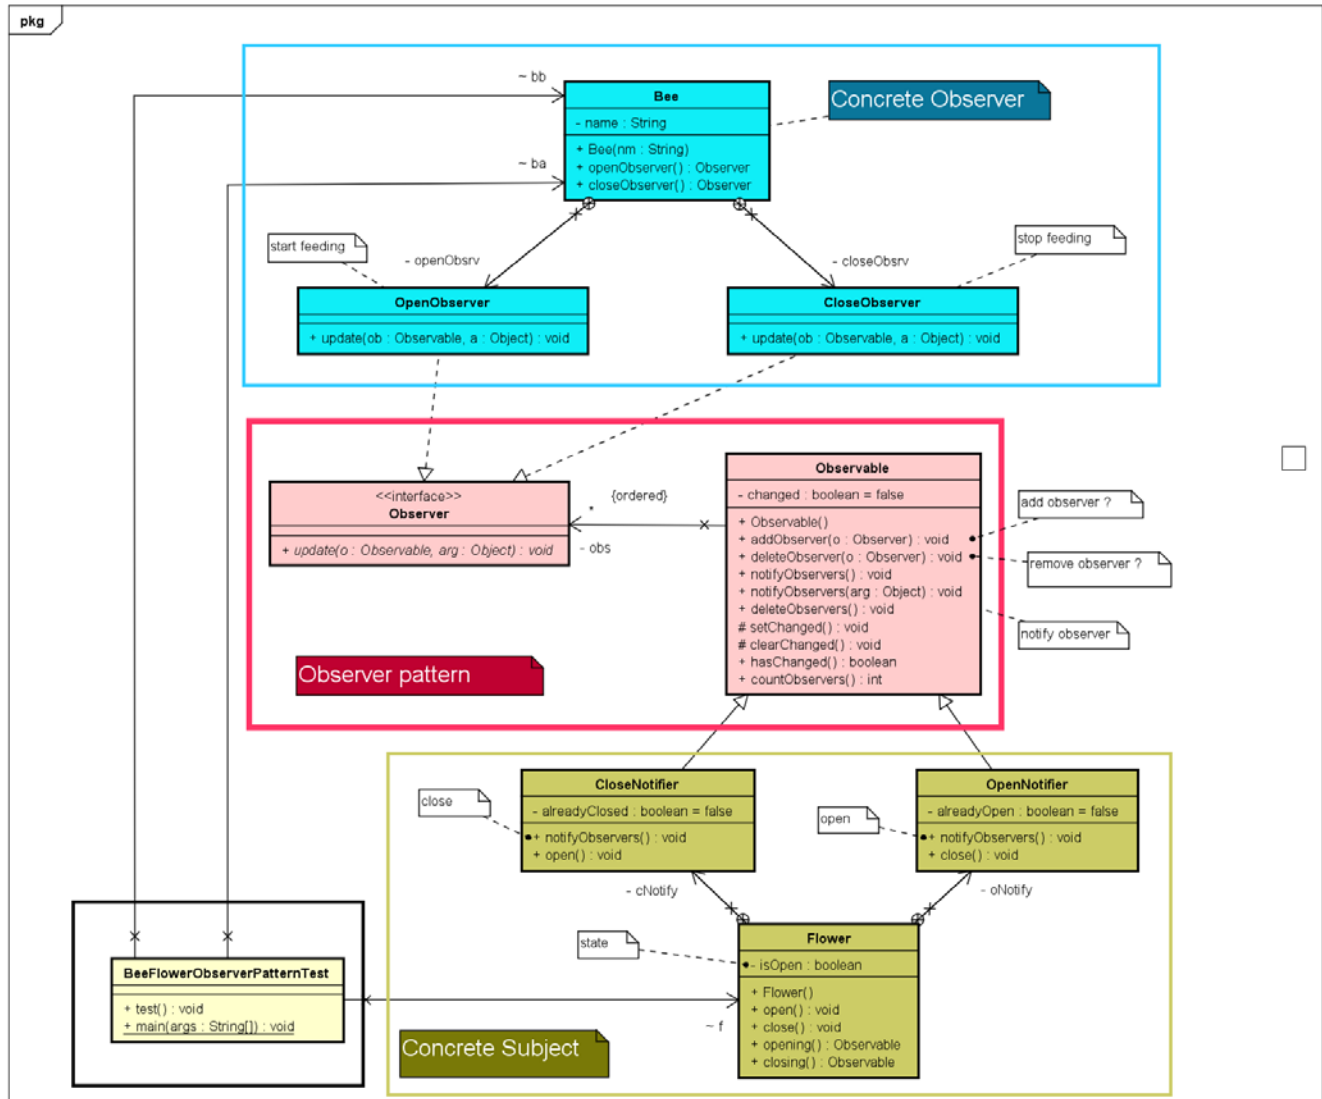 pkg
~ bb
Bee
- name : String
+ Bee(nm : String)
+ openObserver() : Observer
+ closeObserver() : Observer
Concrete Observer
~ ba
start feeding
- openObsrv
stop feeding
- closeObsrv
OpenObserver
+ update(ob : Observable, a : Object) : void
CloseObserver
+ update(ob : Observable, a : Object) : void
<<interface>>
Observer
+ update(o : Observable, arg : Object) : void
{ordered}
*
- obs
Observable
- changed : boolean = false
+ Observable()
+ addObserver(o : Observer) : void
+ deleteObserver(o : Observer) : void
+ notifyObservers() : void
+ notifyObservers(arg : Object) : void
+ deleteObservers() : void
# setChanged() : void
# clearChanged() : void
+ hasChanged() : boolean
+ countObservers() : int
add observer ?
remove observer ?
notify observer
Observer pattern
close
CloseNotifier
- alreadyClosed : boolean = false
+ notifyObservers() : void
+ open() : void
open
OpenNotifier
- alreadyOpen : boolean = false
+ notifyObservers() : void
+ close() : void
- cNotify
- oNotify
state
Flower
- isOpen : boolean
+ Flower()
+ open() : void
+ close() : void
+ opening() : Observable
+ closing() : Observable
BeeFlowerObserverPatternTest
+ test() : void
+ main(args : String[]) : void
~ f
Concrete Subject